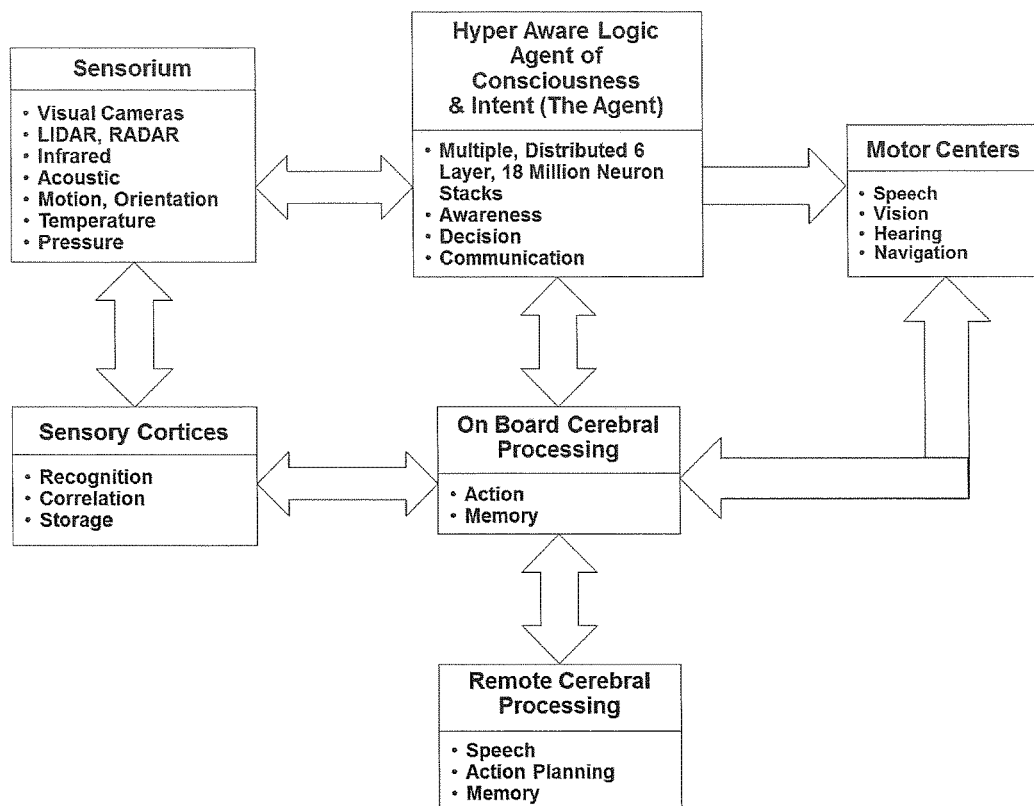 Sensorium
• Visual Cameras
• LIDAR, RADAR
• Infrared
• Acoustic
• Motion, Orientation
• Temperature
• Pressure
Hyper Aware Logic
Agent of
Consciousness
& Intent (The Agent)
• Multiple, Distributed 6
Layer, 18 Million Neuron
Stacks
• Awareness
• Decision
• Communication
Motor Centers
• Speech
• Vision
• Hearing
• Navigation
Sensory Cortices
• Recognition
• Correlation
• Storage
On Board Cerebral
Processing
• Action
• Memory
Remote Cerebral
Processing
• Speech
• Action Planning
• Memory